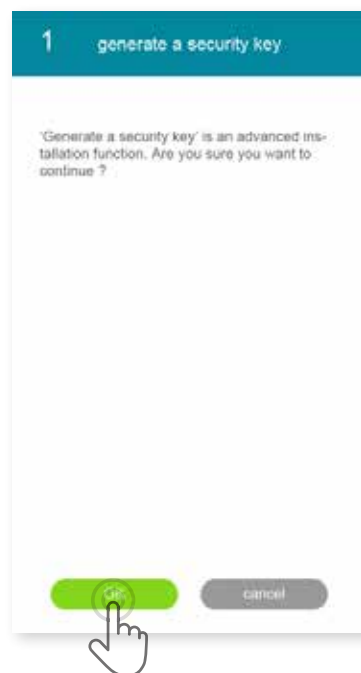 1 generate a security key
'Generate a security key' is an advanced ins-
tallation function. Are you sure you want to
continue ?
cancel